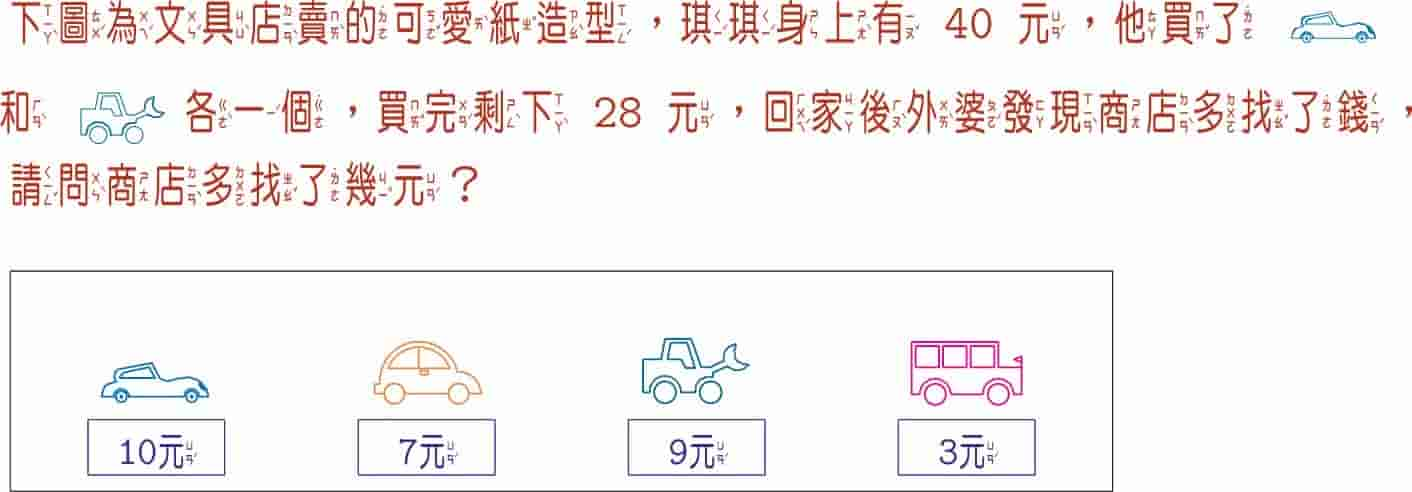 下圖為文具店賣的可愛紙造型，琪琪身上有 40 元，他買了
和 各一個，買完剩下 28 元，回家後外婆發現商店多找了錢，
請問商店多找了幾元？
10元 7元 9元 3元